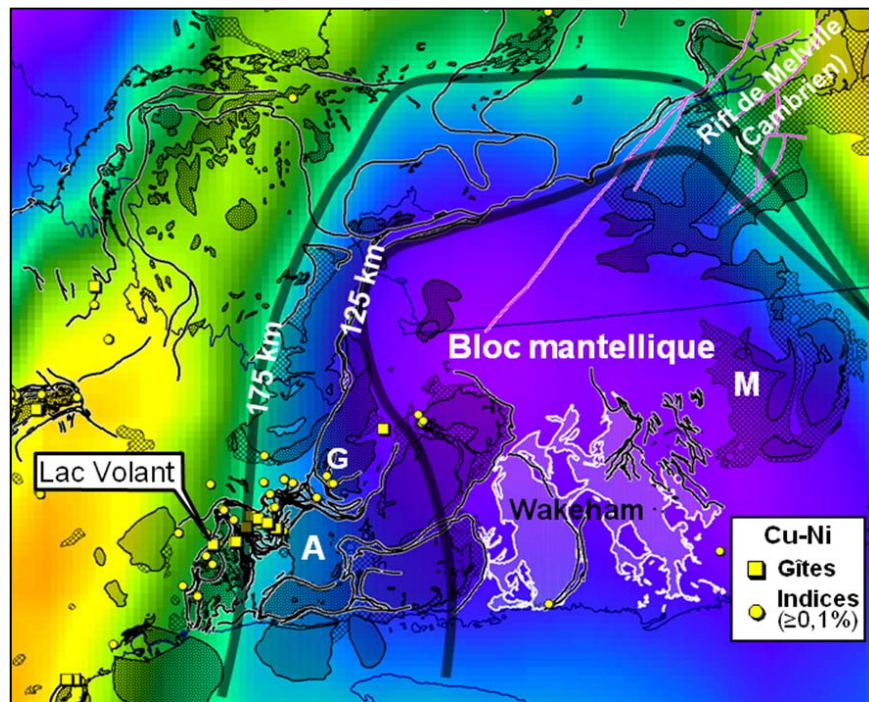 Rift de Melville
(Cambrien)
175 km
125 km
Bloc mantellique
M
G
Lac Volant
Wakeham
A
Cu-Ni
Gîtes
Indices
(≥0,1%)